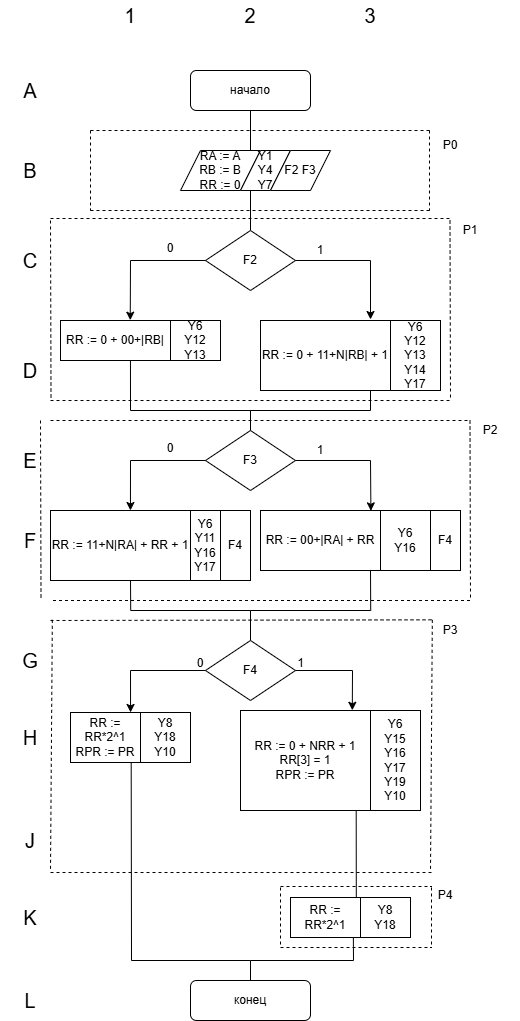 1 2 3
A
начало
P0
B
RA := A
RB := B
RR := 0
Y1
Y4
Y7
F2 F3
P1
C
0
F2
1
RR := 0 + 00+|RB|
Y6
Y12
Y13
RR := 0 + 11+N|RB| + 1
Y6
Y12
Y13
Y14
Y17
D
P2
E
0
F3
1
F
RR := 11+N|RA| + RR + 1
Y6
Y11
Y16
Y17
F4
RR := 00+|RA| + RR
Y6
Y16
F4
P3
G
0
F4
1
H
RR :=
RR*2^1
RPR := PR
Y8
Y18
Y10
RR := 0 + NRR + 1
RR[3] = 1
RPR := PR
Y6
Y15
Y16
Y17
Y19
Y10
J
P4
K
RR :=
RR*2^1
Y8
Y18
L
конец